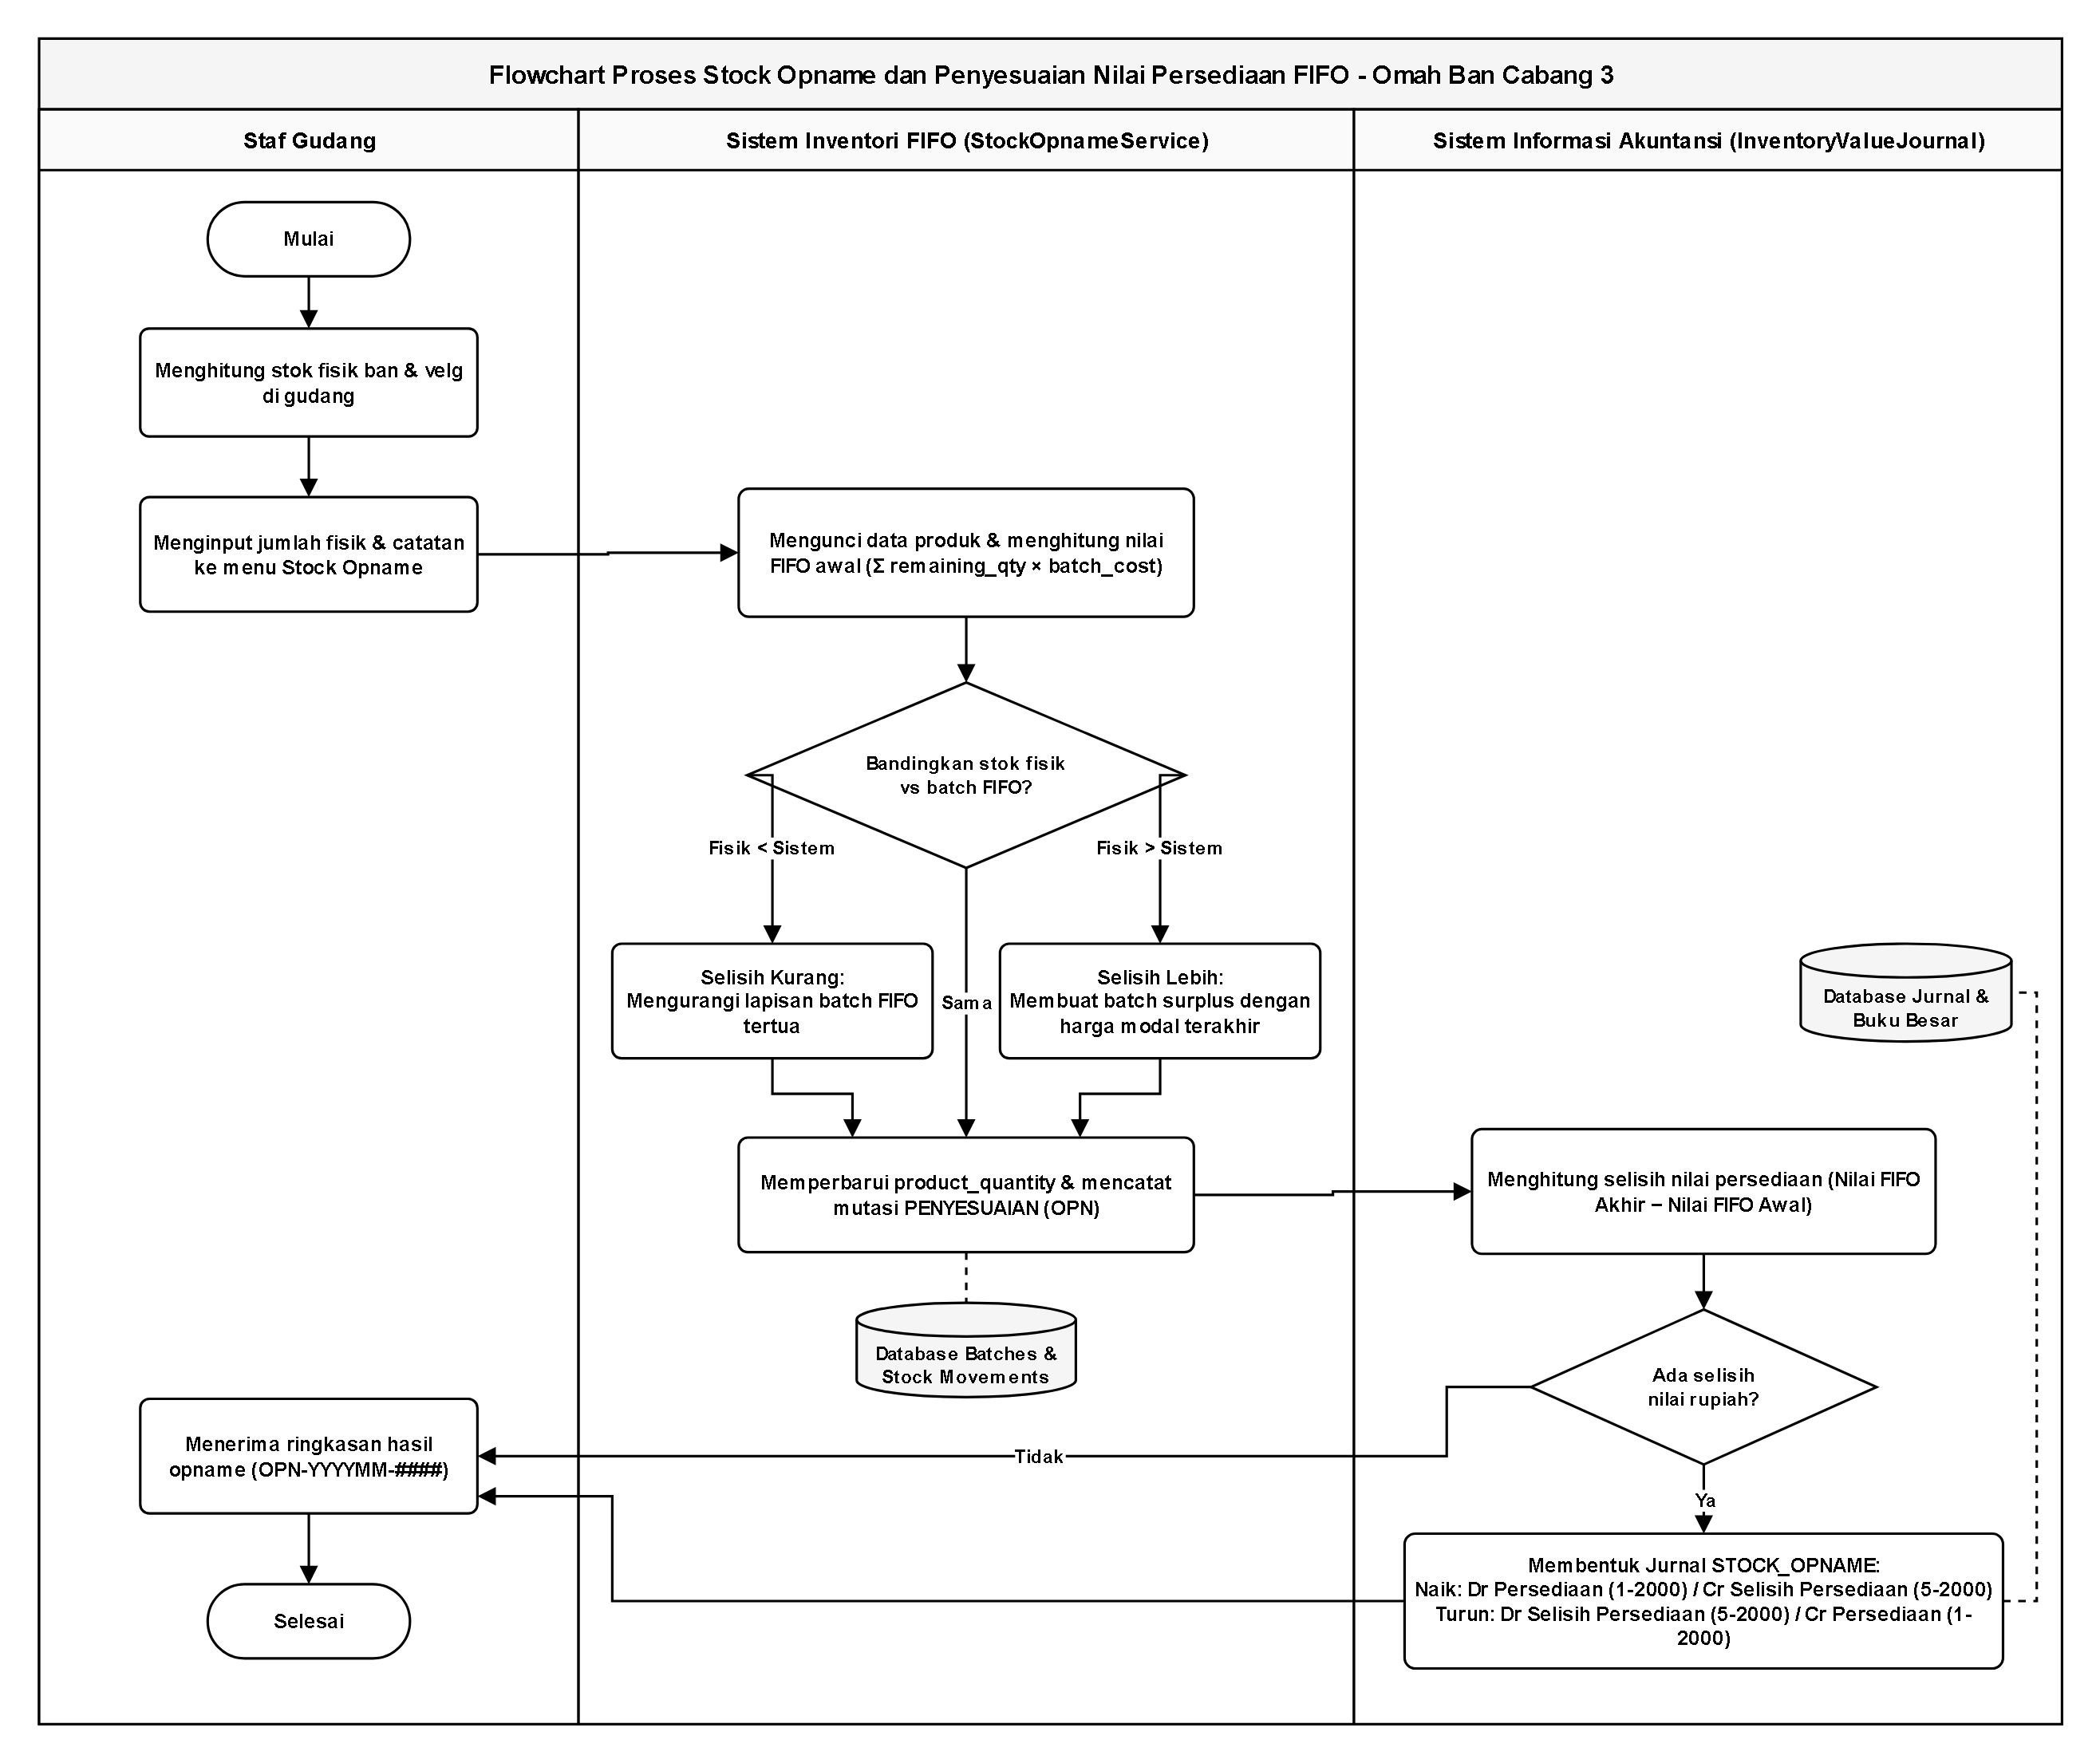 Flowchart Proses Stock Opname dan Penyesuaian Nilai Persediaan FIFO - Omah Ban Cabang 3
Staf Gudang
Sistem Inventori FIFO (StockOpnameService)
Sistem Informasi Akuntansi (InventoryValueJournal)
Mulai
Menghitung stok fisik ban & velg
di gudang
Menginput jumlah fisik & catatan
ke menu Stock Opname
Mengunci data produk & menghitung nilai
FIFO awal (Σ remaining_qty × batch_cost)
Bandingkan stok fisik
vs batch FIFO?
Fisik < Sistem
Fisik > Sistem
Selisih Kurang:
Mengurangi lapisan batch FIFO
tertua
Sama
Selisih Lebih:
Membuat batch surplus dengan
harga modal terakhir
Database Jurnal &
Buku Besar
Memperbarui product_quantity & mencatat
mutasi PENYESUAIAN (OPN)
Menghitung selisih nilai persediaan (Nilai FIFO
Akhir − Nilai FIFO Awal)
Database Batches &
Stock Movements
Ada selisih
nilai rupiah?
Tidak
Ya
Menerima ringkasan hasil
opname (OPN-YYYYMM-####)
Membentuk Jurnal STOCK_OPNAME:
Naik: Dr Persediaan (1-2000) / Cr Selisih Persediaan (5-2000)
Turun: Dr Selisih Persediaan (5-2000) / Cr Persediaan (1-
2000)
Selesai